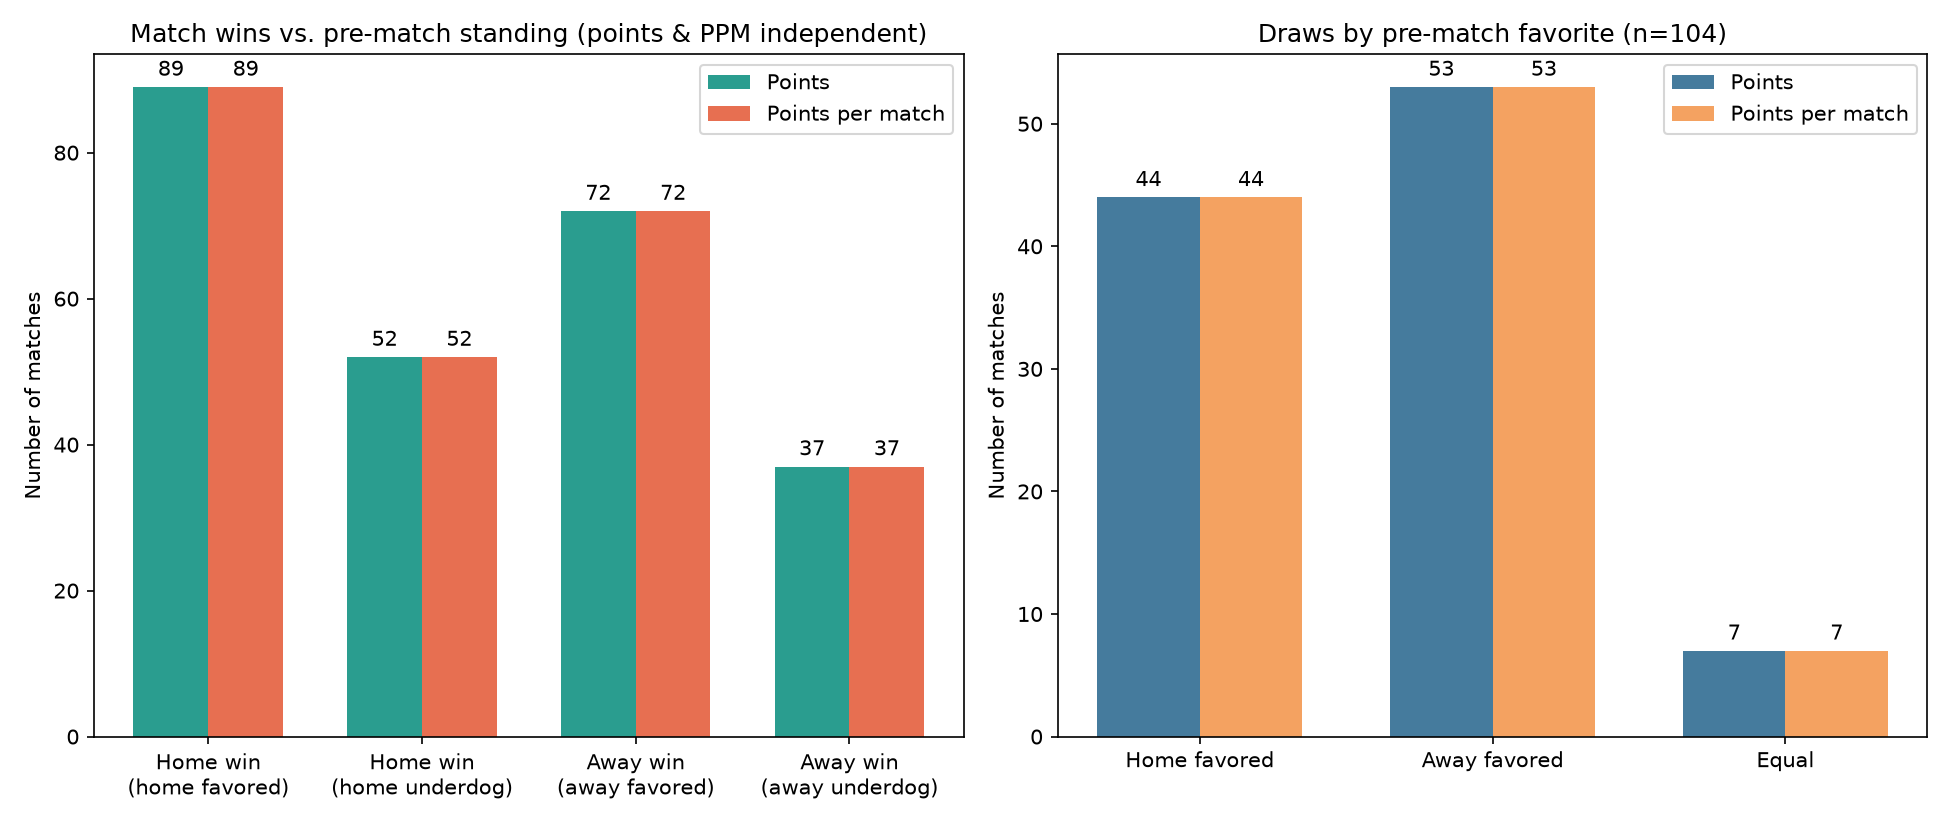 Match wins vs. pre-match standing (points & PPM independent)
Points
Points per match
89 89
52 52
72 72
37 37
Number of matches
80
60
40
20
0
Home win
(home favored)
Home win
(home underdog)
Away win
(away favored)
Away win
(away underdog)
Draws by pre-match favorite (n=104)
Points
Points per match
44 44
53 53
7 7
Number of matches
50
40
30
20
10
0
Home favored
Away favored
Equal